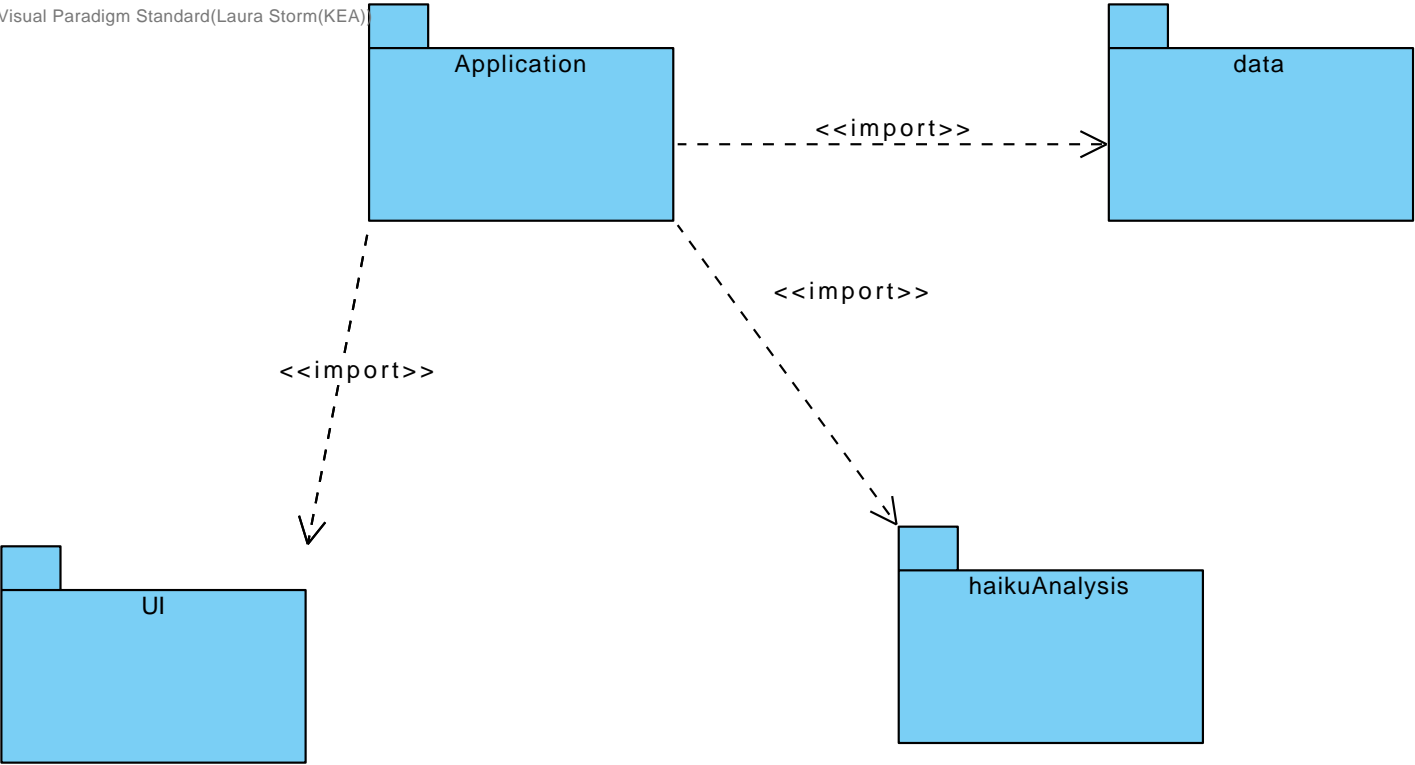 Visual Paradigm Standard(Laura Storm(KEA))
Application
data
<<import>>
<<import>>
<<import>>
haikuAnalysis
UI